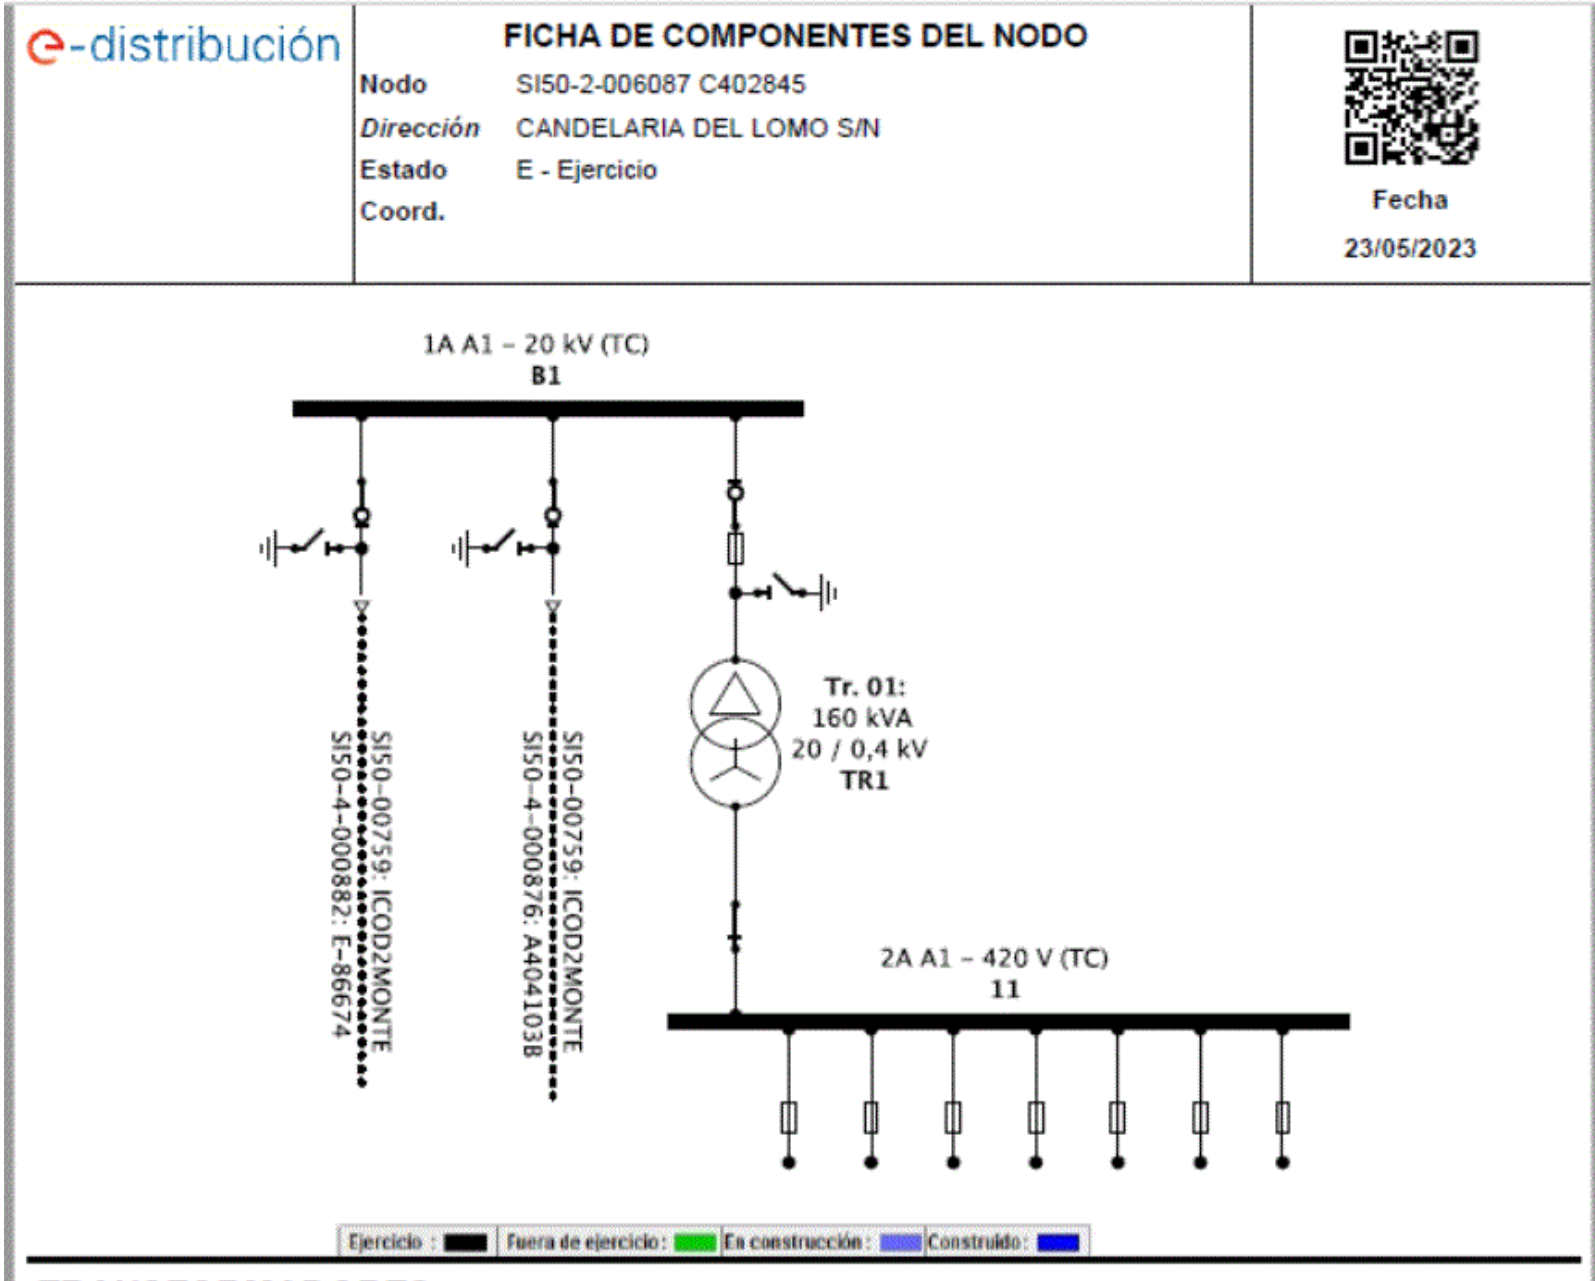 e-distribución
FICHA DE COMPONENTES DEL NODO
Nodo SI50-2-006087 C402845
Dirección CANDELARIA DEL LOMO S/N
Estado E - Ejercicio
Coord.
Fecha
23/05/2023
1A A1 – 20 kV (TC)
B1
SI50-00759: ICOD2MONTE
SI50-4-000882: E-86674
SI50-00759: ICOD2MONTE
SI50-4-000876: A404103B
Tr. 01:
160 kVA
20 / 0,4 kV
TR1
2A A1 – 420 V (TC)
11
Ejercicio : Fuera de ejercicio: En construcción: Construido: